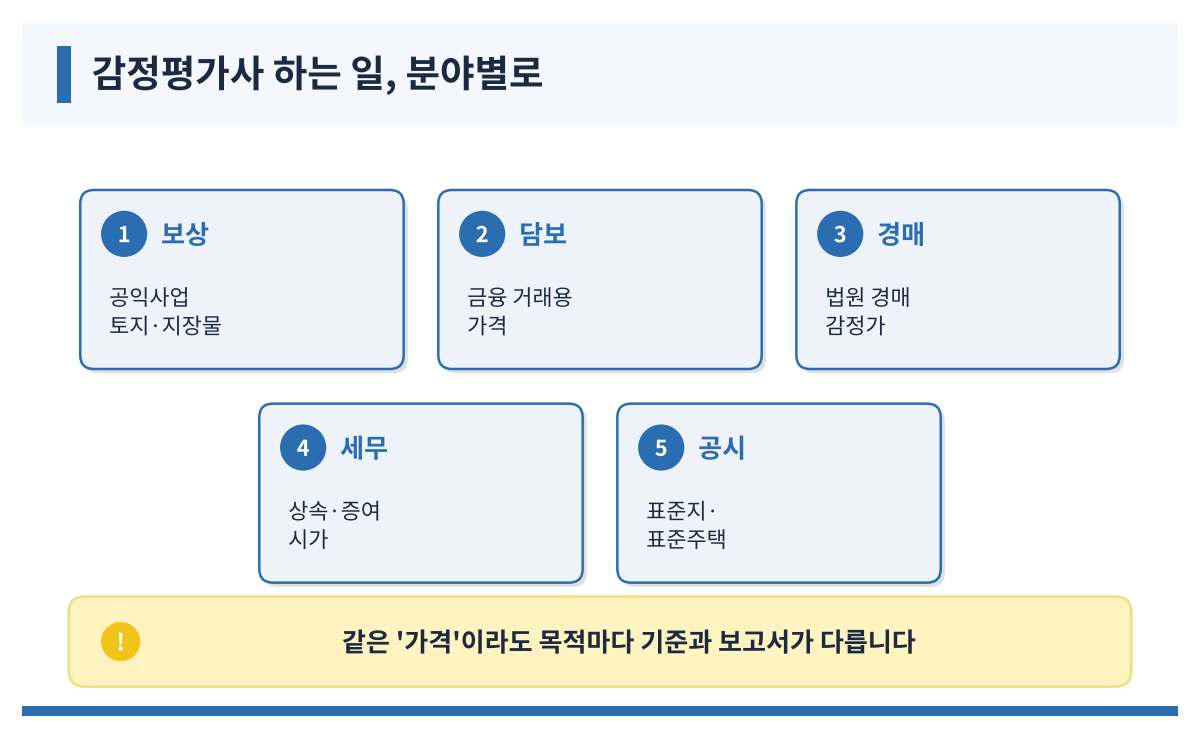 감정평가사 하는 일, 분야별로
1 보상
공익사업
토지·지장물
2 담보
금융 거래용
가격
3 경매
법원 경매
감정가
4 세무
상속·증여
시가
5 공시
표준지·
표준주택
! 같은 '가격'이라도 목적마다 기준과 보고서가 다릅니다